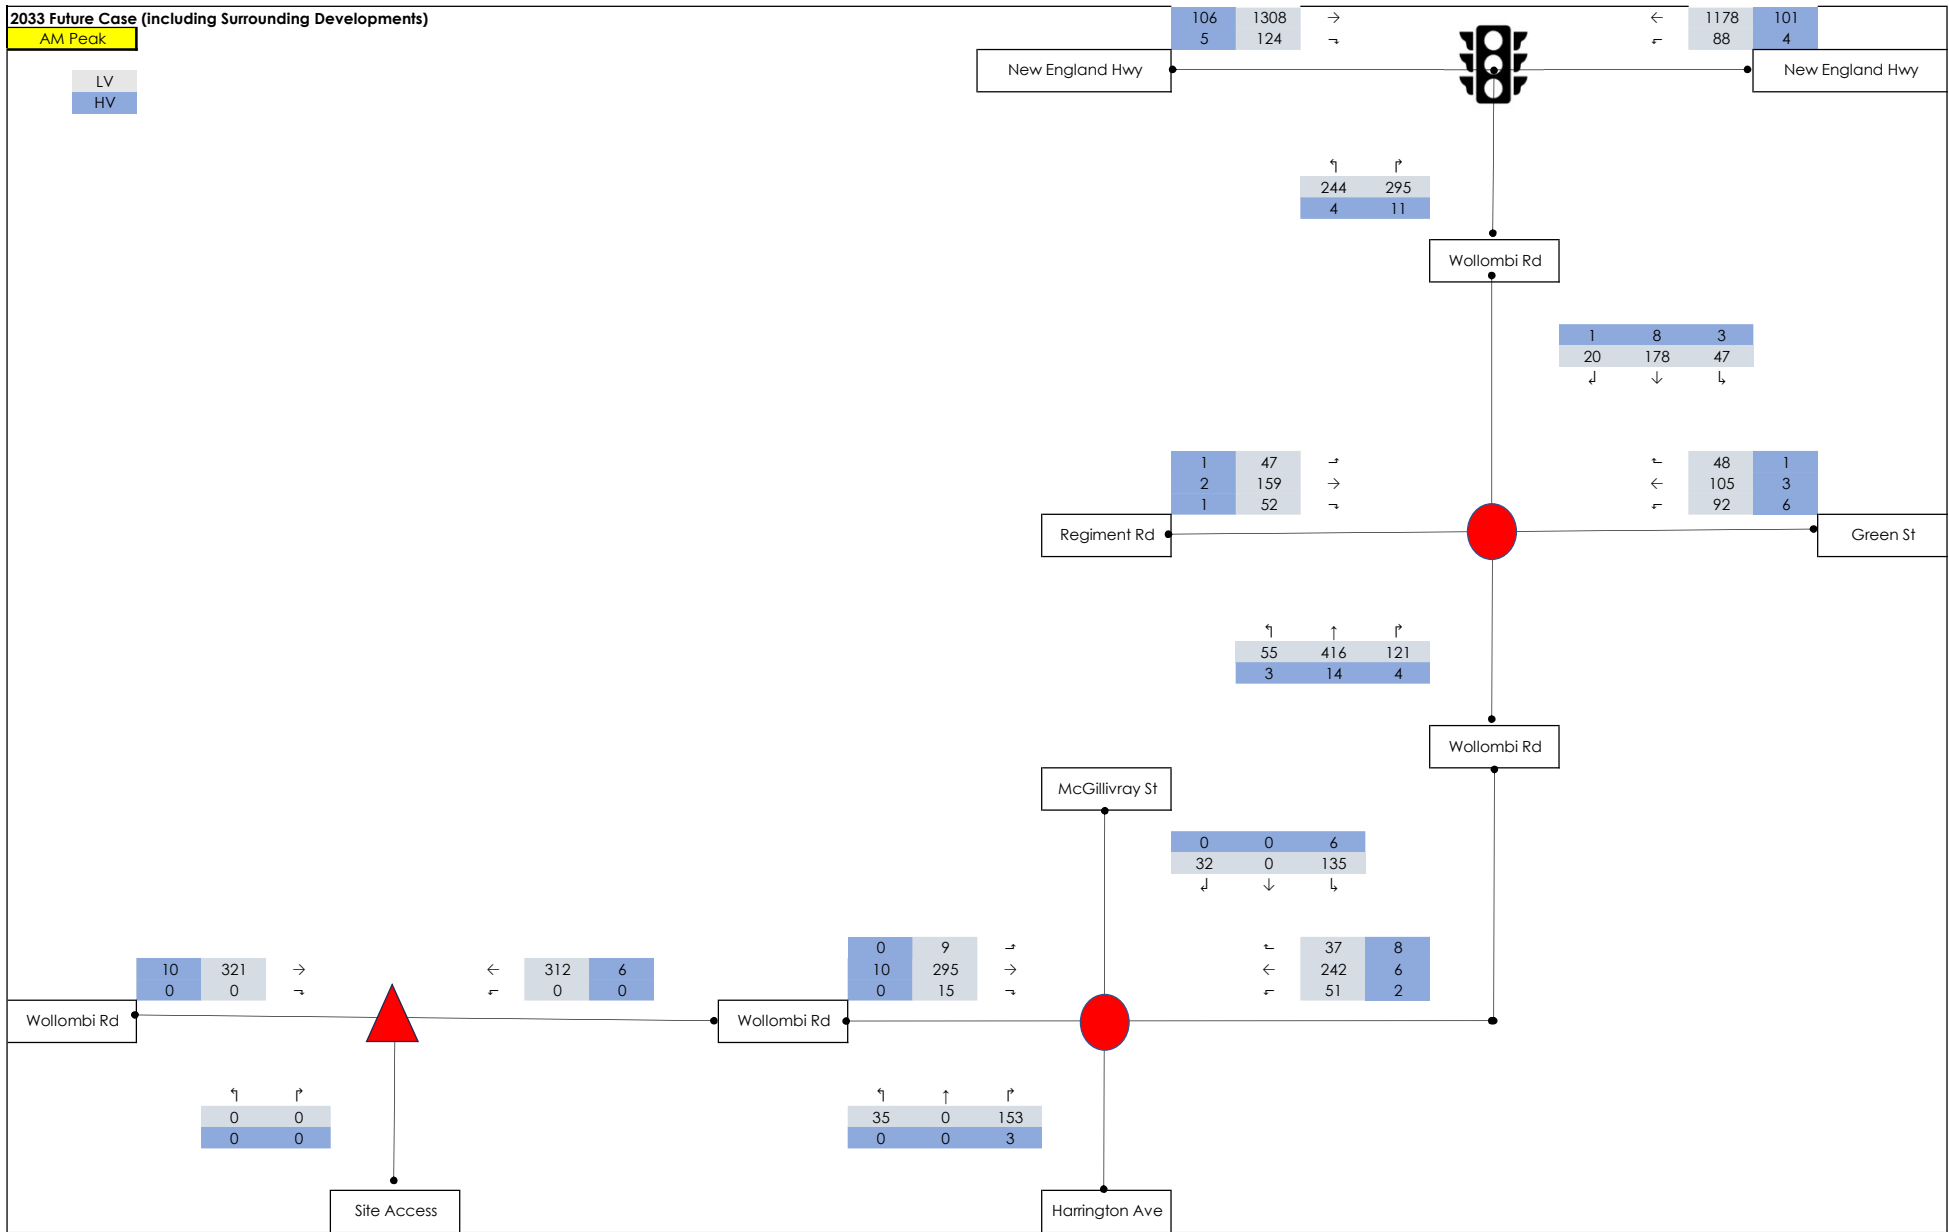 2033 Future Case (including Surrounding Developments)
AM Peak
LV
HV
106 1308 → ← 1178 101
5 124 ⬎ ⬐ 88 4
New England Hwy New England Hwy
↰ ↱
244 295
4 11
Wollombi Rd
1 8 3
20 178 47
↲ ↓ ↳
1 47 ⬏ ⬑ 48 1
2 159 → ← 105 3
1 52 ⬎ ⬐ 92 6
Regiment Rd Green St
↰ ↑ ↱
55 416 121
3 14 4
Wollombi Rd
McGillivray St
0 0 6
32 0 135
↲ ↓ ↳
0 9 ⬏ ⬑ 37 8
10 295 → ← 242 6
0 15 ⬎ ⬐ 51 2
10 321 → ← 312 6
0 0 ⬎ ⬐ 0 0
Wollombi Rd Wollombi Rd
↰ ↱
0 0
0 0
↰ ↑ ↱
35 0 153
0 0 3
Site Access Harrington Ave